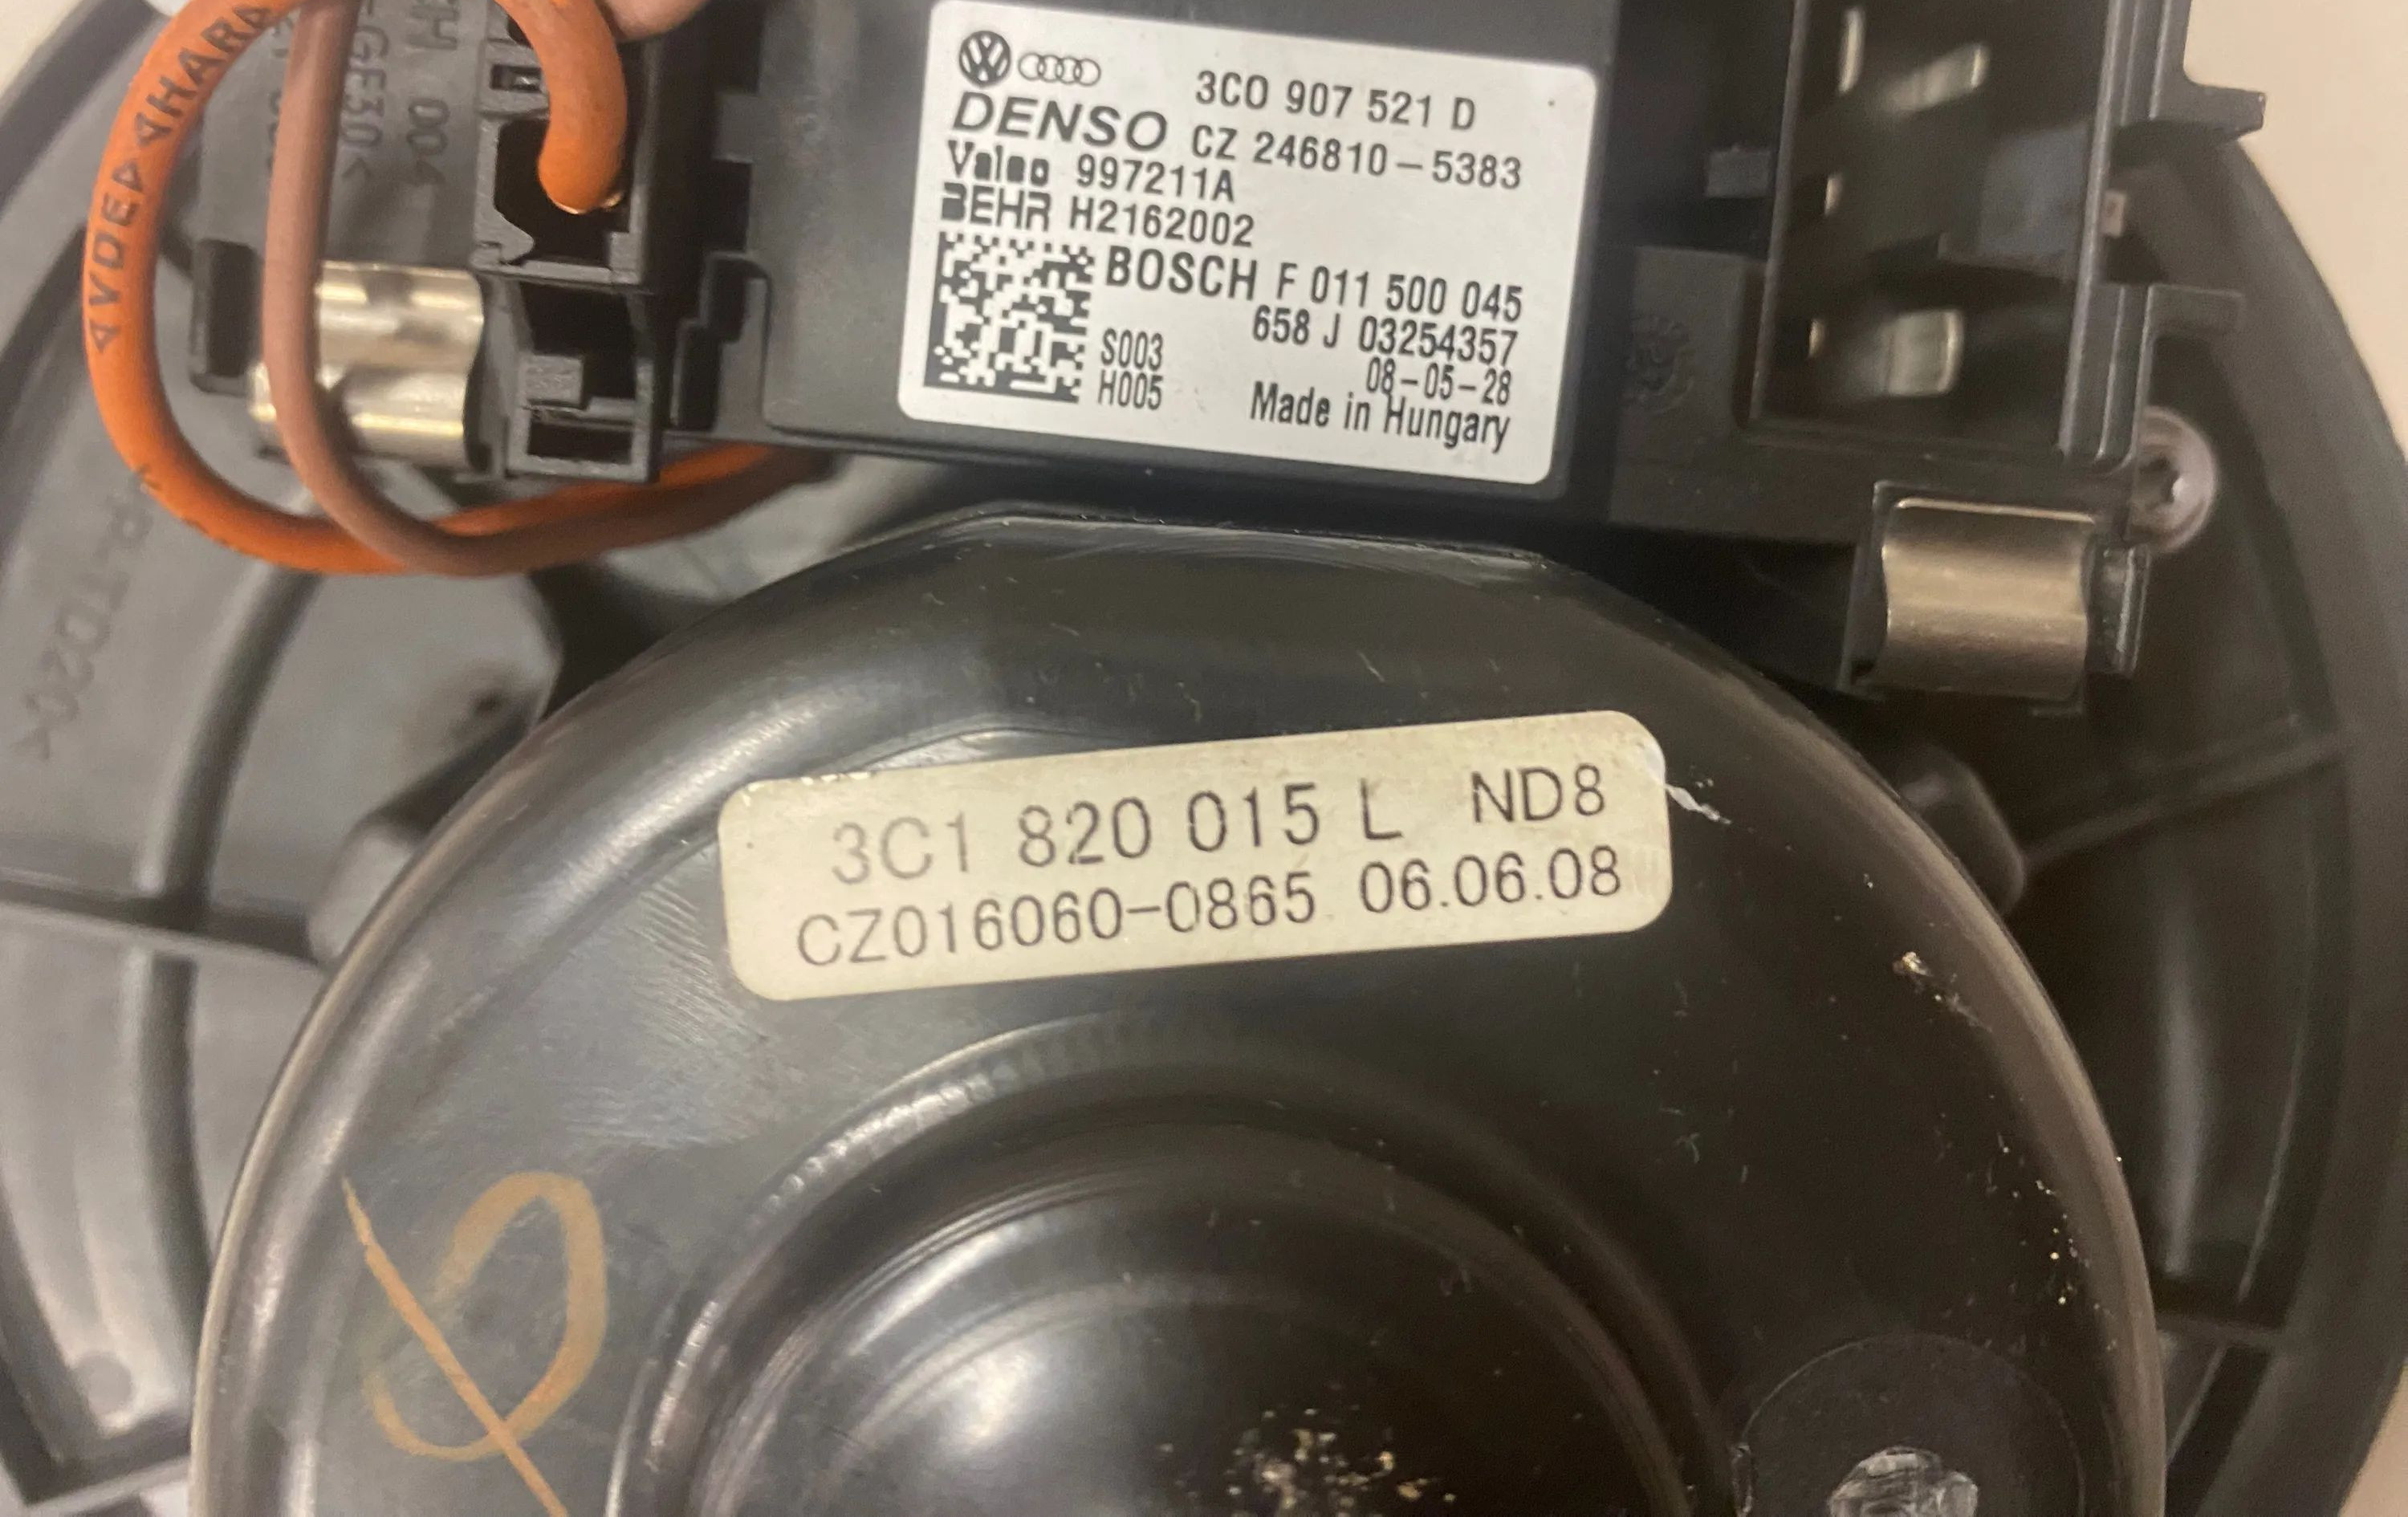 3C0 907 521 D
DENSO CZ 246810-5383
Valeo 997211A
BEHR H2162002
BOSCH F 011 500 045
658 J 03254357
S003 08-05-28
H005 Made in Hungary
3C1 820 015 L ND8
CZ016060-0865 06.06.08